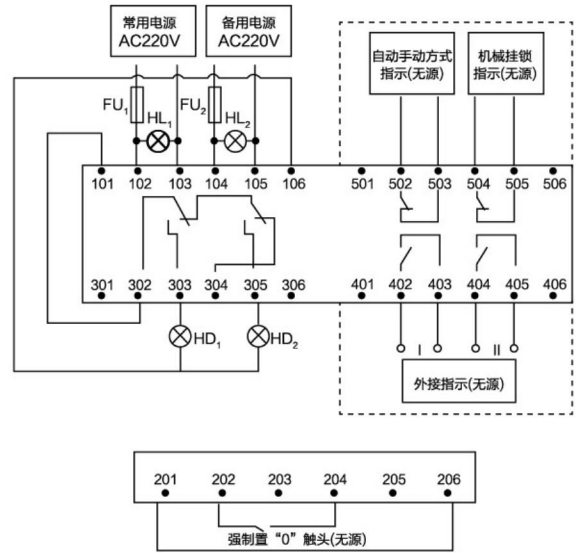 常用电源
AC220V
备用电源
AC220V
自动手动方式
指示(无源)
机械挂锁
指示(无源)
FU1
HL1
FU2
HL2
101 102 103 104 105 106 501 502 503 504 505 506
301 302 303 304 305 306 401 402 403 404 405 406
HD1
HD2
I
II
外接指示(无源)
201 202 203 204 205 206
强制置“0”触头(无源)